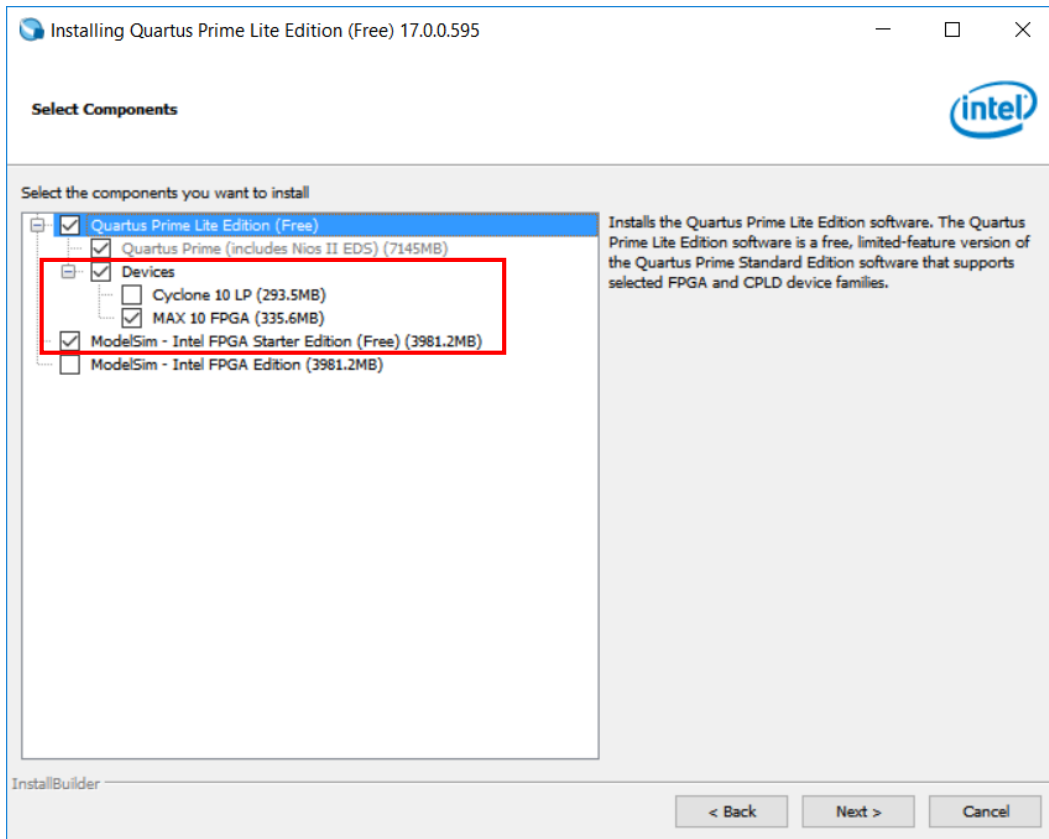 Installing Quartus Prime Lite Edition (Free) 17.0.0.595
Select Components
intel
Select the components you want to install
Quartus Prime Lite Edition (Free)
Quartus Prime (includes Nios II EDS) (7145MB)
Devices
Cyclone 10 LP (293.5MB)
MAX 10 FPGA (335.6MB)
ModelSim - Intel FPGA Starter Edition (Free) (3981.2MB)
ModelSim - Intel FPGA Edition (3981.2MB)
Installs the Quartus Prime Lite Edition software. The Quartus
Prime Lite Edition software is a free, limited-feature version of
the Quartus Prime Standard Edition software that supports
selected FPGA and CPLD device families.
InstallBuilder
< Back
Next >
Cancel